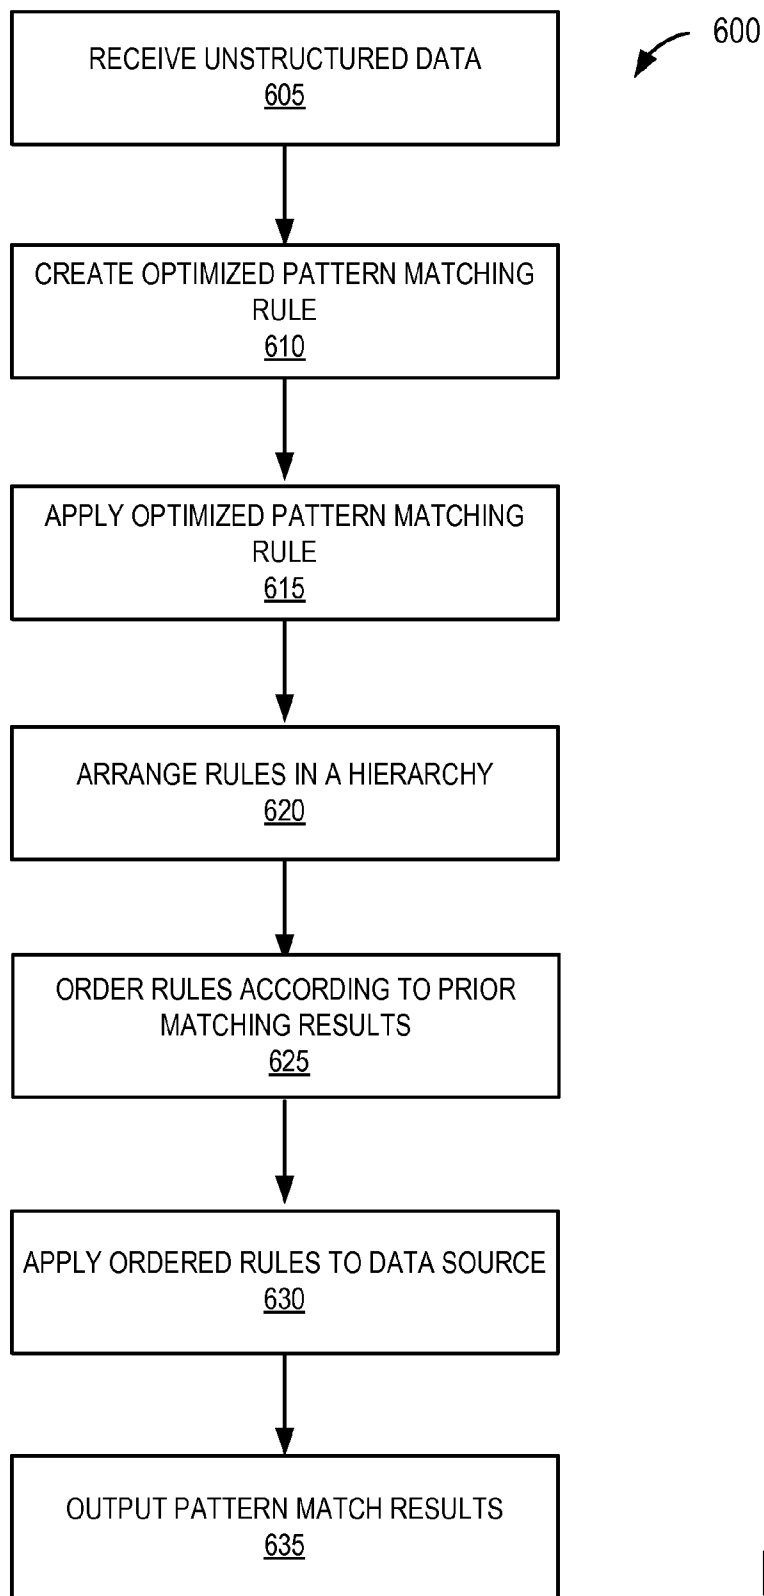 RECEIVE UNSTRUCTURED DATA
605
600
CREATE OPTIMIZED PATTERN MATCHING
RULE
610
APPLY OPTIMIZED PATTERN MATCHING
RULE
615
ARRANGE RULES IN A HIERARCHY
620
ORDER RULES ACCORDING TO PRIOR
MATCHING RESULTS
625
APPLY ORDERED RULES TO DATA SOURCE
630
OUTPUT PATTERN MATCH RESULTS
635